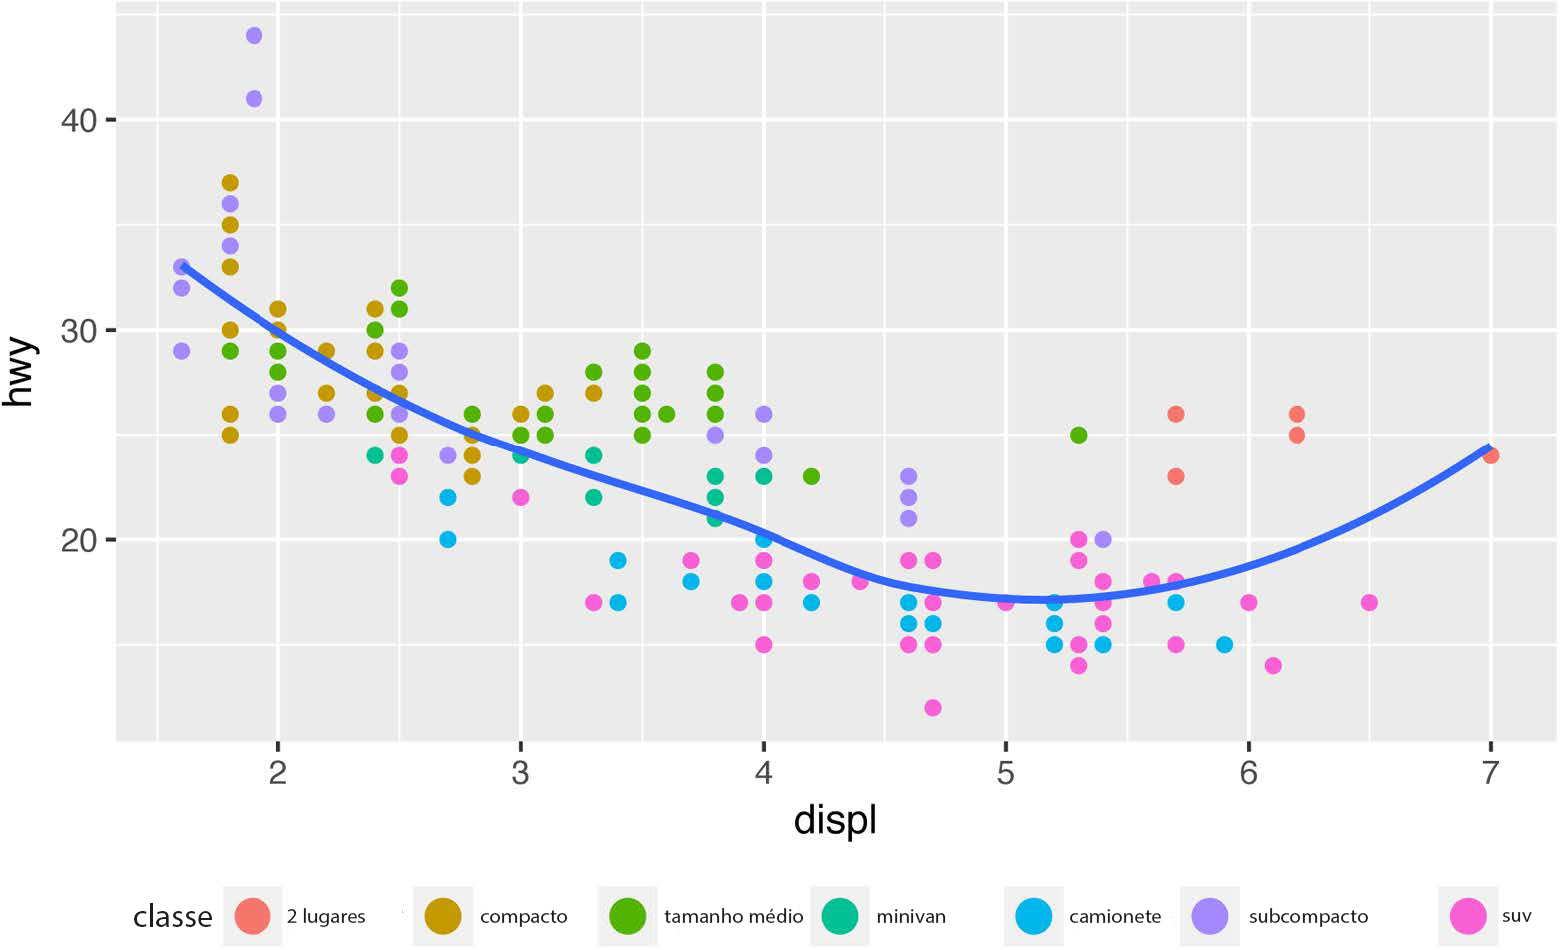 40
30
20
hwy
2 3 4 5 6 7
displ
classe 2 lugares compacto tamanho médio minivan camionete subcompacto suv